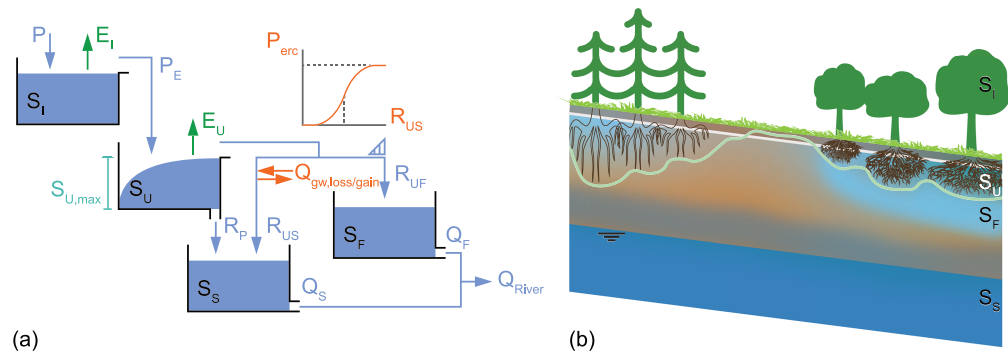 P
E_I
P_E
S_I
P_erc
R_US
E_U
S_U,max
S_U
Q_gw,loss/gain
R_UF
R_P
R_US
S_F
Q_F
S_S
Q_S
Q_River
(a)
S_I
S_U
S_F
S_S
(b)